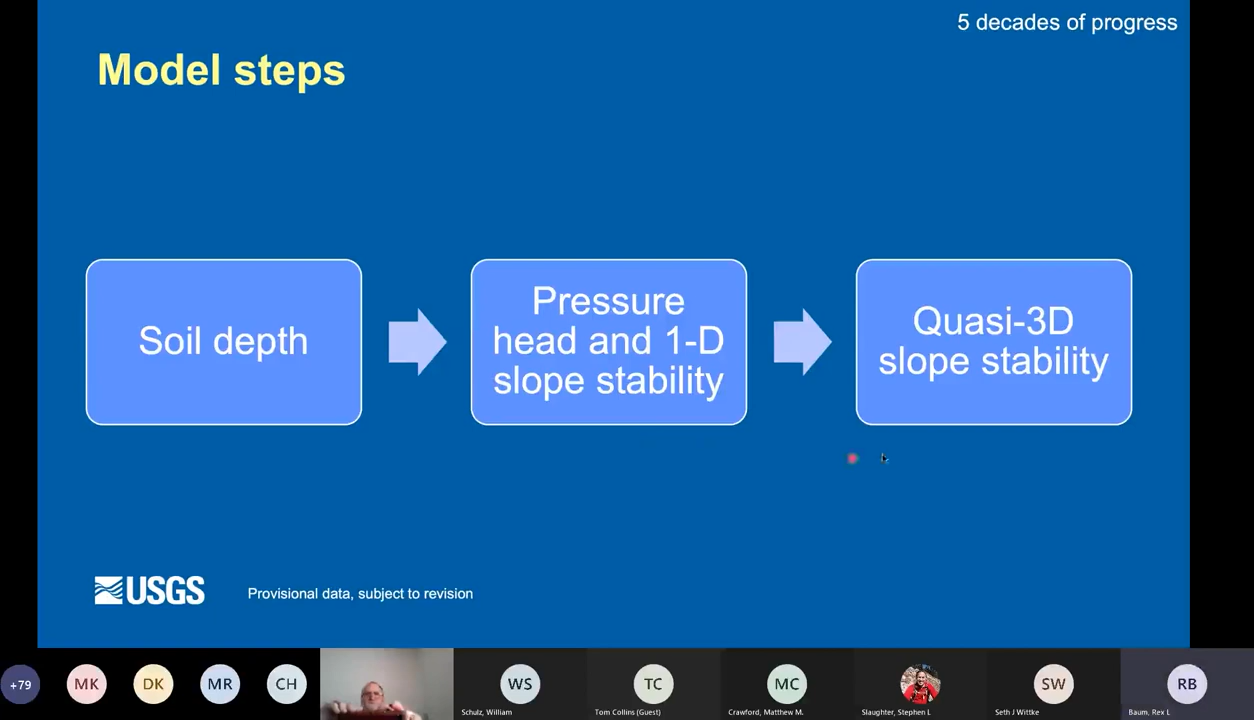 5 decades of progress
Model steps
Soil depth
Pressure
head and 1-D
slope stability
Quasi-3D
slope stability
USGS
Provisional data, subject to revision
+79
MK
DK
MR
CH
WS
Schulz, William
TC
Tom Collins (Guest)
MC
Crawford, Matthew M.
Slaughter, Stephen L
SW
Seth J Wittke
RB
Baum, Rex L